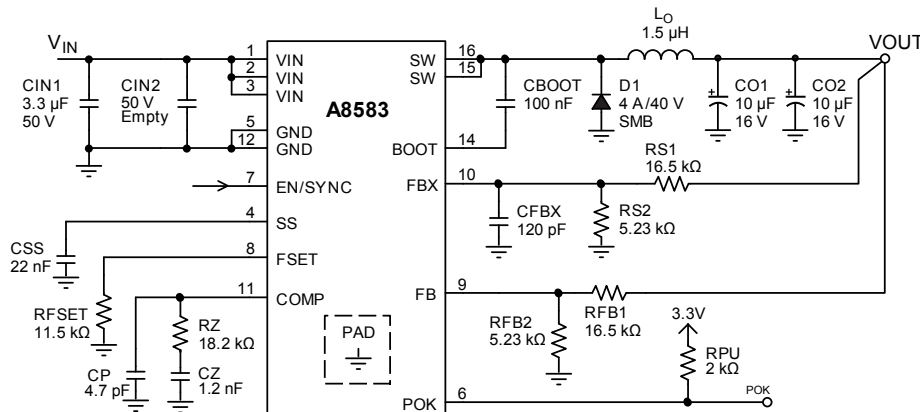 V_IN
CIN1
3.3 µF
50 V
CIN2
50 V
Empty
1
2
3
5
12
7
4
8
11
VIN
VIN
VIN
GND
GND
EN/SYNC
SS
FSET
COMP
A8583
PAD
SW
SW
BOOT
FBX
FB
POK
16
15
14
10
9
6
CSS
22 nF
RFSET
11.5 kΩ
CP
4.7 pF
RZ
18.2 kΩ
CZ
1.2 nF
CBOOT
100 nF
D1
4 A/40 V
SMB
L_O
1.5 µH
CO1
10 µF
16 V
CO2
10 µF
16 V
VOUT
RS1
16.5 kΩ
CFBX
120 pF
RS2
5.23 kΩ
RFB2
5.23 kΩ
RFB1
16.5 kΩ
3.3V
RPU
2 kΩ
POK